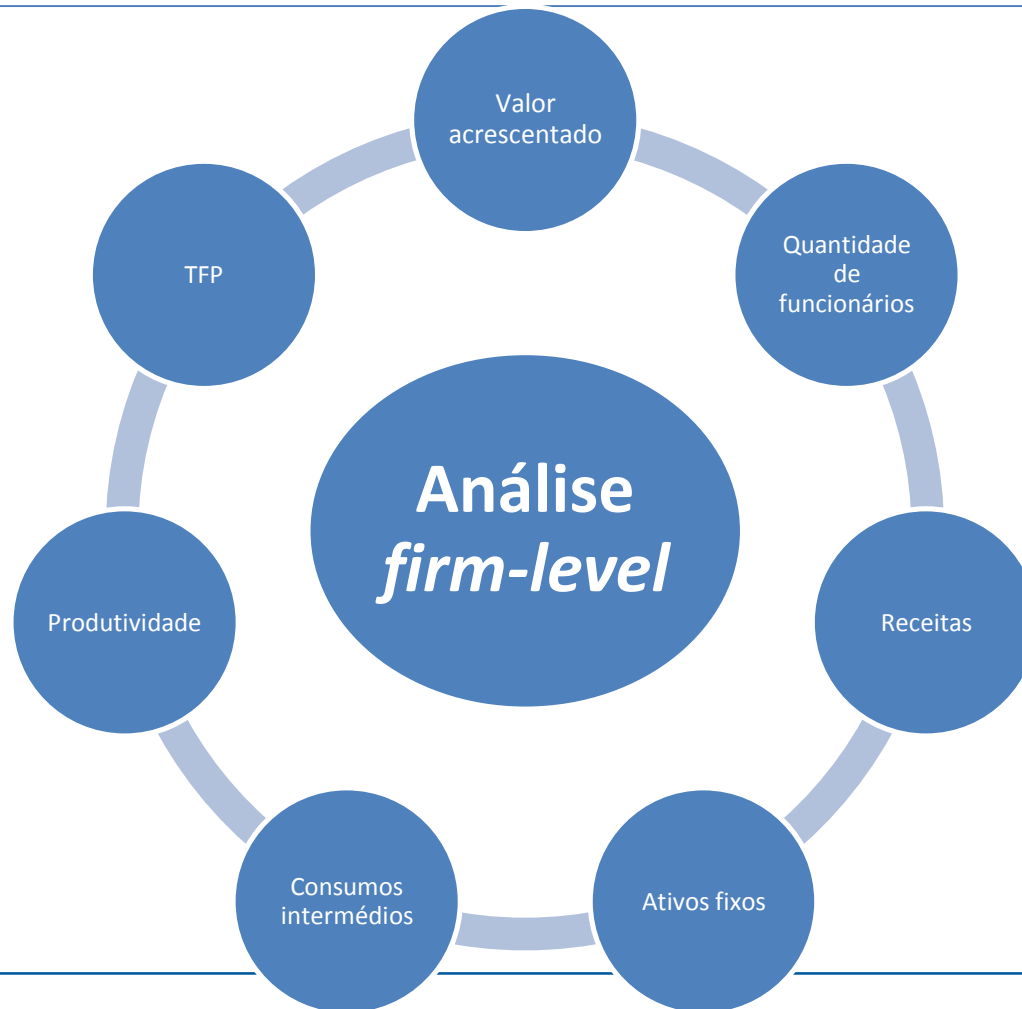 Valor
acrescentado
Quantidade
de
funcionários
Receitas
Ativos fixos
Consumos
intermédios
Produtividade
TFP
Análise
firm-level